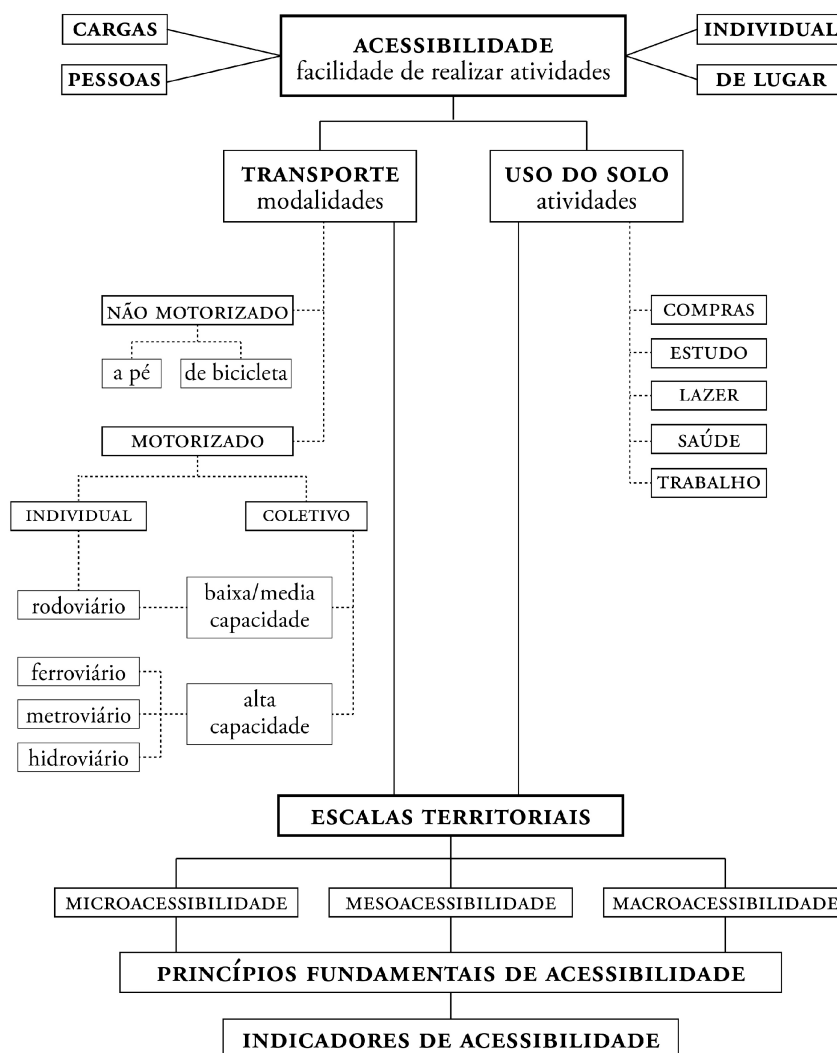 CARGAS
PESSOAS
ACESSIBILIDADE
facilidade de realizar atividades
INDIVIDUAL
DE LUGAR
TRANSPORTE
modalidades
USO DO SOLO
atividades
NÃO MOTORIZADO
a pé
de bicicleta
MOTORIZADO
INDIVIDUAL
COLETIVO
rodoviário
baixa/media
capacidade
ferroviário
metroviário
hidroviário
alta
capacidade
COMPRAS
ESTUDO
LAZER
SAÚDE
TRABALHO
ESCALAS TERRITORIAIS
MICROACESSIBILIDADE
MESOACESSIBILIDADE
MACROACESSIBILIDADE
PRINCÍPIOS FUNDAMENTAIS DE ACESSIBILIDADE
INDICADORES DE ACESSIBILIDADE